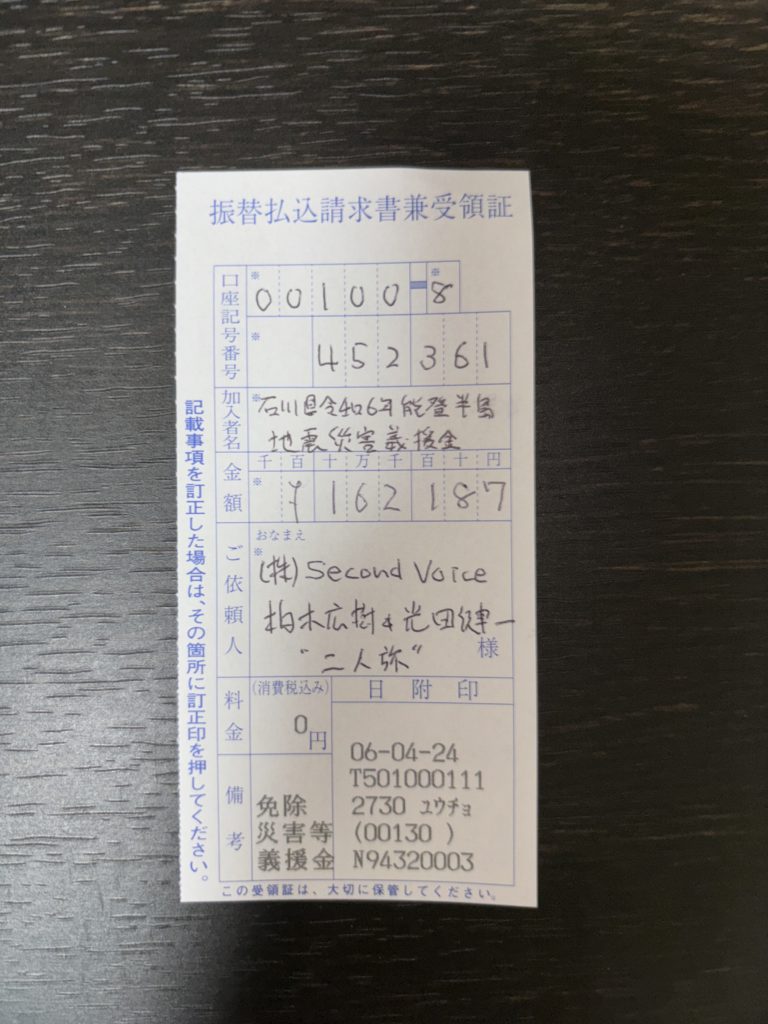 振替払込請求書兼受領証
口座記号番号
※ 00100-8
※ 452361
加入者名
※ 石川県令和6年能登半島
地震災害義援金
金額
千百十万千百十円
※ ¥162187
ご依頼人
おなまえ
※
(株) Second Voice
柏木広樹&光田健一
"二人旅" 様
料金
(消費税込み)
0円
日附印
備考
免除
災害等
義援金
06-04-24
T501000111
2730 ユウチョ
(00130 )
N94320003
記載事項を訂正した場合は、その箇所に訂正印を押してください。
この受領証は、大切に保管してください。